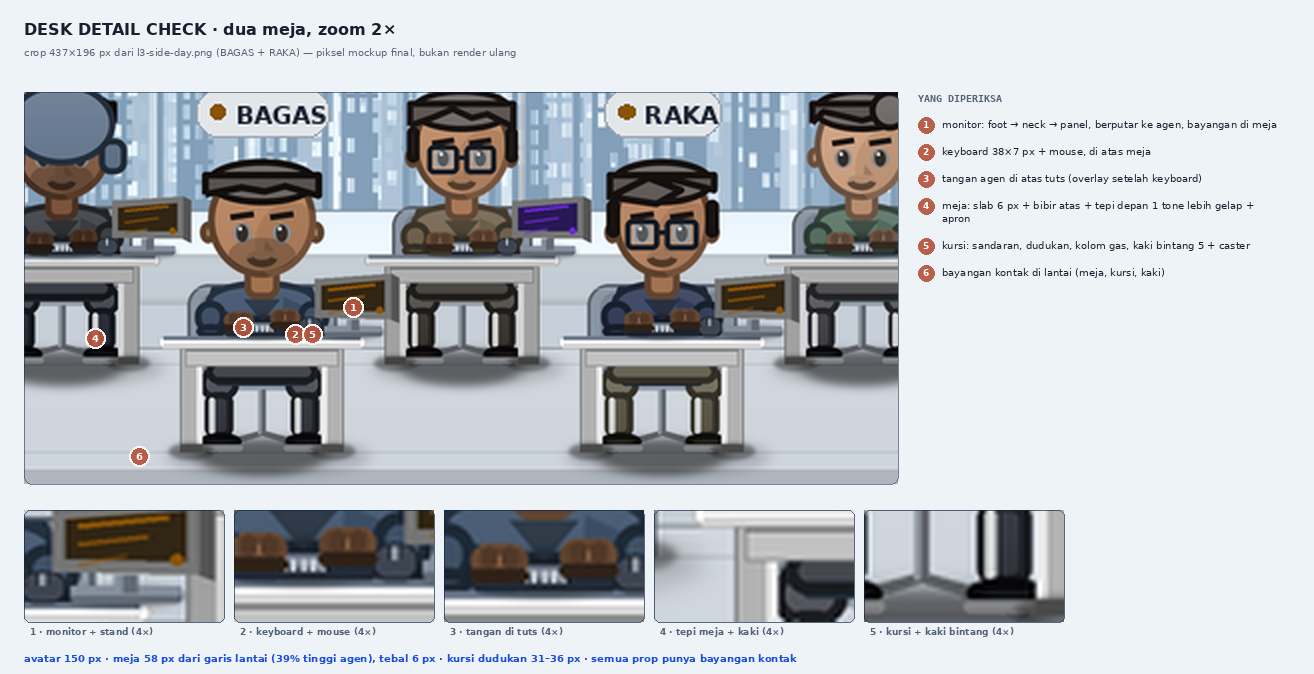 DESK DETAIL CHECK · dua meja, zoom 2×
crop 437×196 px dari l3-side-day.png (BAGAS + RAKA) — piksel mockup final, bukan render ulang
BAGAS
RAKA
1
2
3
4
5
6
YANG DIPERIKSA
1 monitor: foot → neck → panel, berputar ke agen, bayangan di meja
2 keyboard 38×7 px + mouse, di atas meja
3 tangan agen di atas tuts (overlay setelah keyboard)
4 meja: slab 6 px + bibir atas + tepi depan 1 tone lebih gelap +
apron
5 kursi: sandaran, dudukan, kolom gas, kaki bintang 5 + caster
6 bayangan kontak di lantai (meja, kursi, kaki)
1 · monitor + stand (4×)
2 · keyboard + mouse (4×)
3 · tangan di tuts (4×)
4 · tepi meja + kaki (4×)
5 · kursi + kaki bintang (4×)
avatar 150 px · meja 58 px dari garis lantai (39% tinggi agen), tebal 6 px · kursi dudukan 31–36 px · semua prop punya bayangan kontak